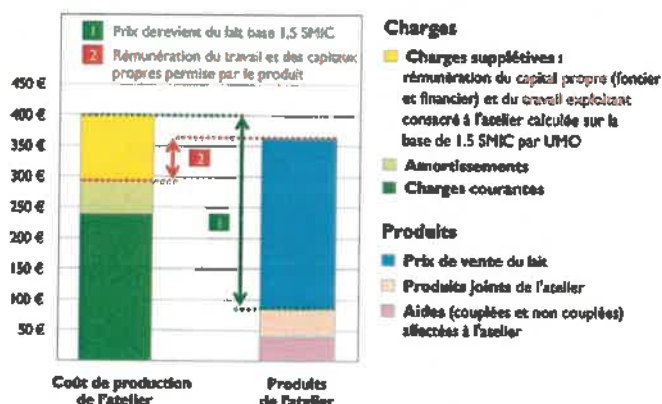 1 Prix de revient du lait base 1,5 SMIC
2 Rémunération du travail et des capitaux
propres permise par le produit
450 €
400 €
350 €
300 €
250 €
200 €
150 €
100 €
50 €
2
1
Coût de production
de l'atelier
Produits
de l'atelier
Charges
Charges supplétives :
rémunération du capital propre (foncier
et financier) et du travail exploitant
consacré à l'atelier calculée sur la
base de 1.5 SMIC par UMO
Amortissements
Charges courantes
Produits
Prix de vente du lait
Produits joints de l'atelier
Aides (couplées et non couplées)
affectées à l'atelier